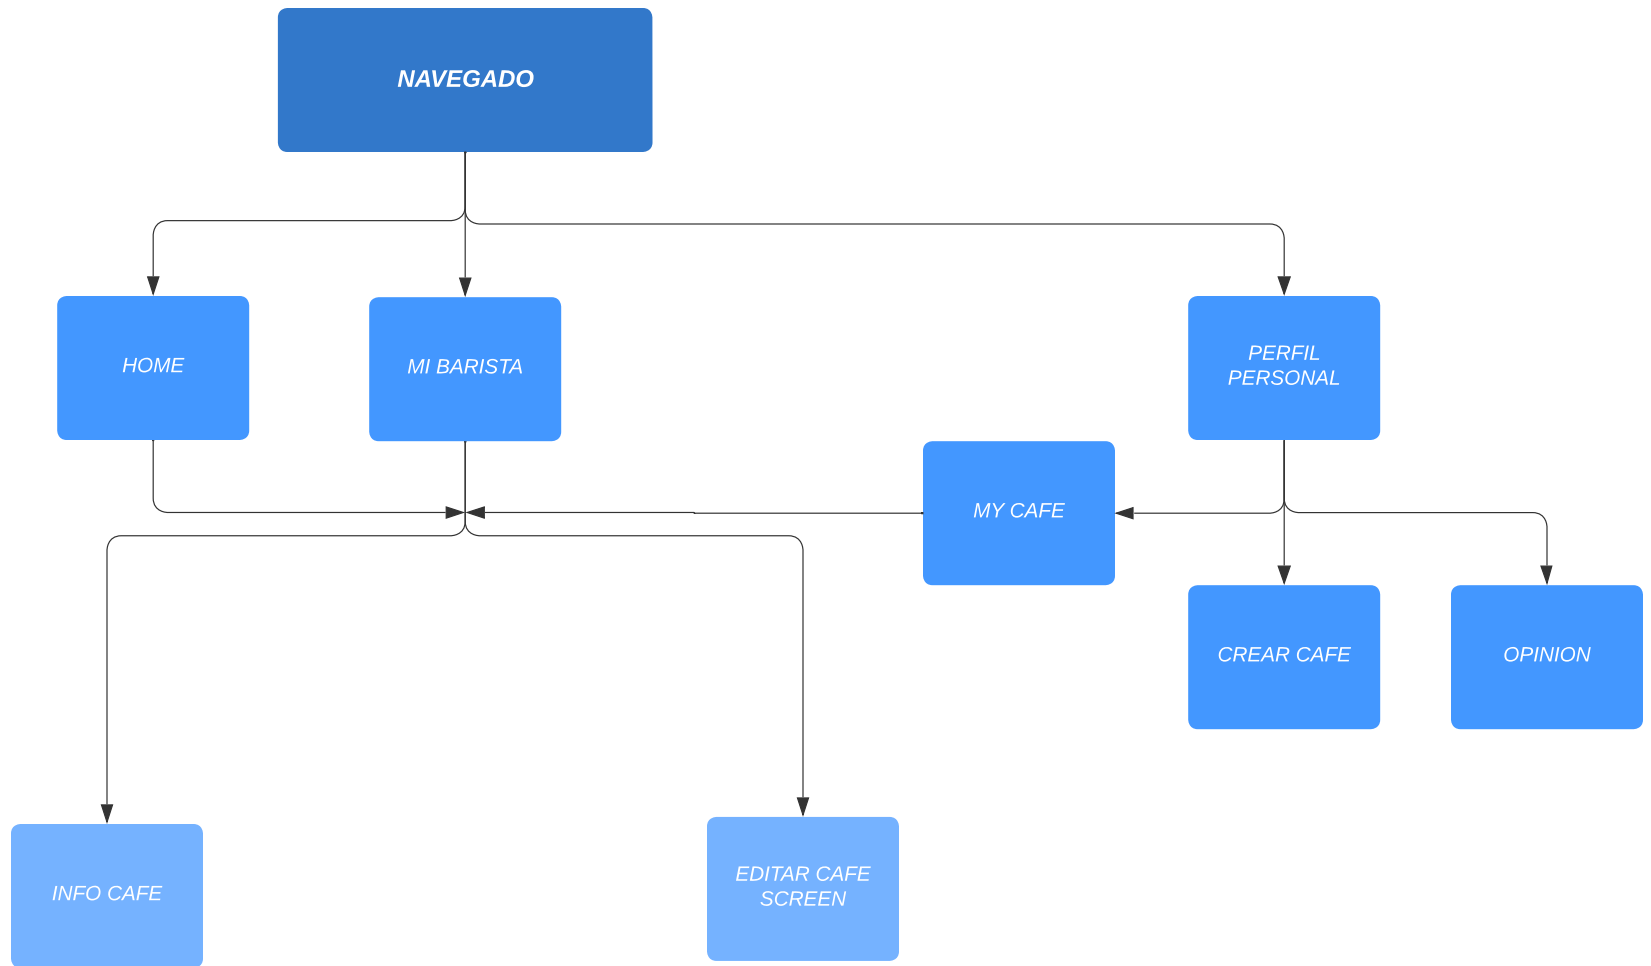 NAVEGADO
HOME
MI BARISTA
PERFIL
PERSONAL
MY CAFE
CREAR CAFE
OPINION
INFO CAFE
EDITAR CAFE
SCREEN